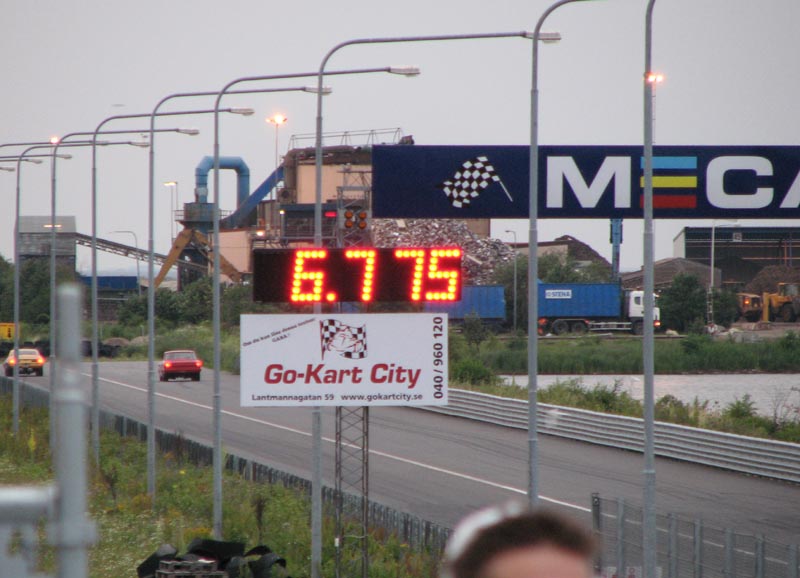 MECA
6.775
Go-Kart City
Lantmannagatan 59 www.gokartcity.se
040/960 120
STENA